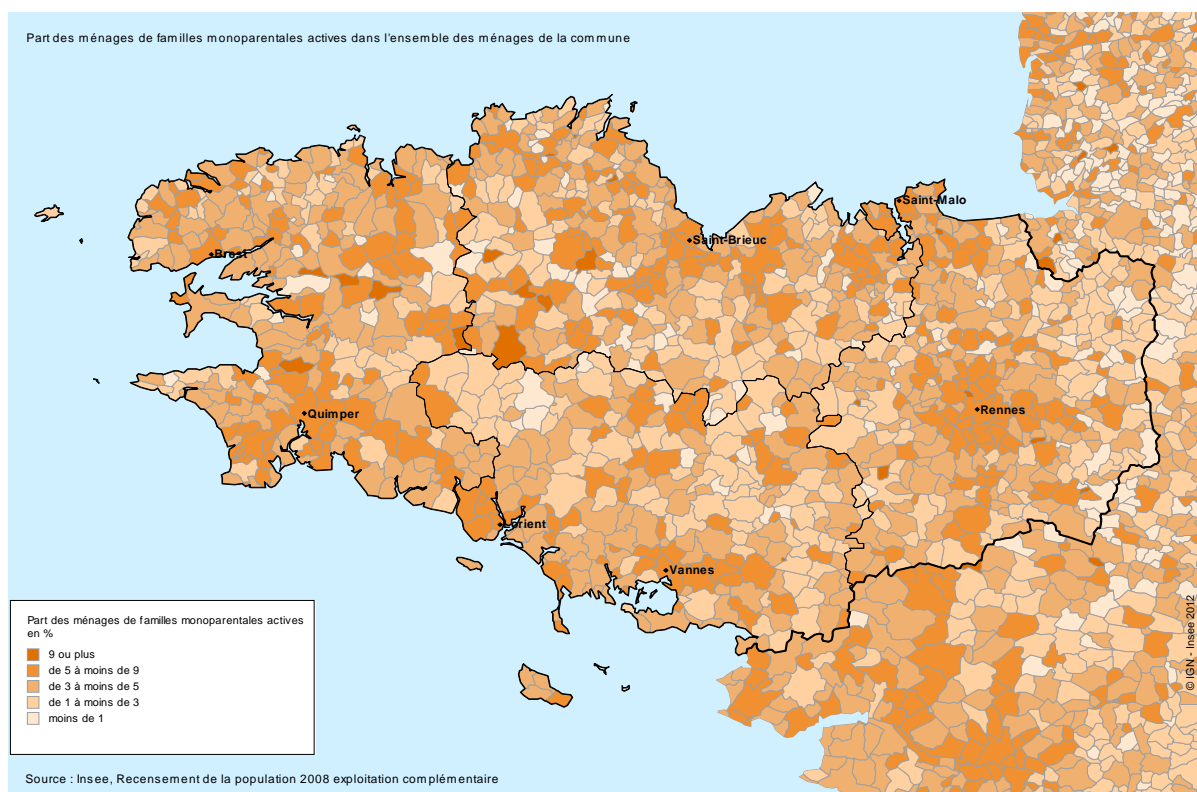 Part des ménages de familles monoparentales actives dans l'ensemble des ménages de la commune
Saint-Malo
Saint-Brieuc
Brest
Rennes
Quimper
Lorient
Vannes
Part des ménages de familles monoparentales actives
en %
9 ou plus
de 5 à moins de 9
de 3 à moins de 5
de 1 à moins de 3
moins de 1
© IGN - Insee 2012
Source : Insee, Recensement de la population 2008 exploitation complémentaire